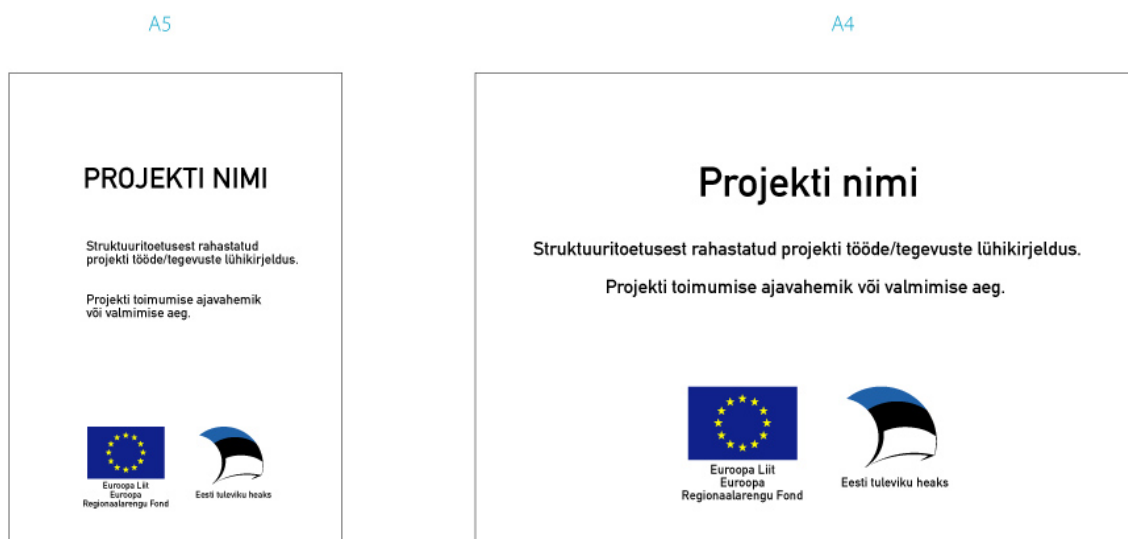 A5
PROJEKTI NIMI
Struktuuritoetusest rahastatud
projekti tööde/tegevuste lühikirjeldus.
Projekti toimumise ajavahemik
või valmimise aeg.
Euroopa Liit
Euroopa
Regionaalarengu Fond
Eesti tuleviku heaks
A4
Projekti nimi
Struktuuritoetusest rahastatud projekti tööde/tegevuste lühikirjeldus.
Projekti toimumise ajavahemik või valmimise aeg.
Euroopa Liit
Euroopa
Regionaalarengu Fond
Eesti tuleviku heaks